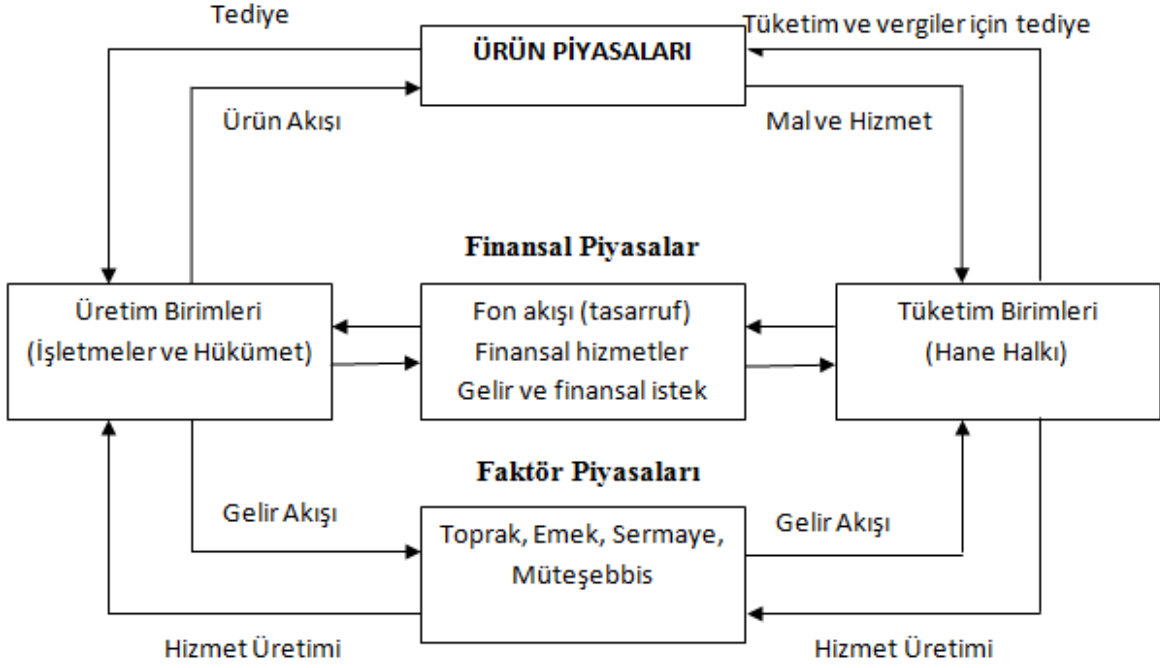 Tediye
Tüketim ve vergiler için tediye
ÜRÜN PİYASALARI
Ürün Akışı
Mal ve Hizmet
Finansal Piyasalar
Üretim Birimleri
(İşletmeler ve Hükümet)
Fon akışı (tasarruf)
Finansal hizmetler
Gelir ve finansal istek
Tüketim Birimleri
(Hane Halkı)
Faktör Piyasaları
Gelir Akışı
Toprak, Emek, Sermaye,
Müteşebbis
Gelir Akışı
Hizmet Üretimi
Hizmet Üretimi